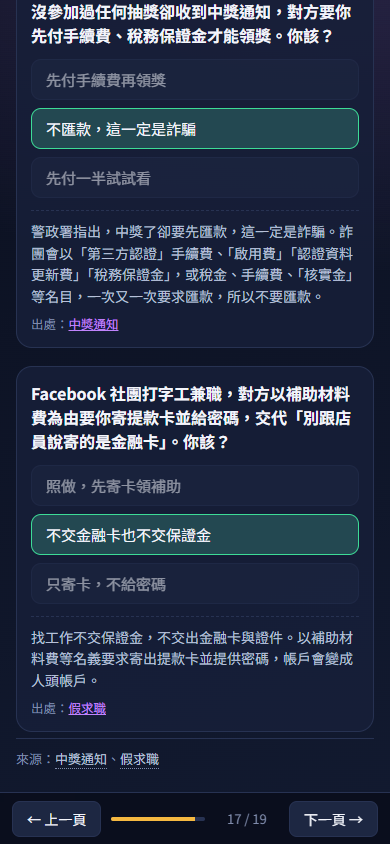 沒參加過任何抽獎卻收到中獎通知，對方要你
先付手續費、稅務保證金才能領獎。你該？
先付手續費再領獎
不匯款，這一定是詐騙
先付一半試試看
警政署指出，中獎了卻要先匯款，這一定是詐騙。詐
團會以「第三方認證」手續費、「啟用費」「認證資料
更新費」「稅務保證金」，或稅金、手續費、「核實金」
等名目，一次又一次要求匯款，所以不要匯款。
出處：中獎通知
Facebook 社團打字工兼職，對方以補助材料
費為由要你寄提款卡並給密碼，交代「別跟店
員說寄的是金融卡」。你該？
照做，先寄卡領補助
不交金融卡也不交保證金
只寄卡，不給密碼
找工作不交保證金，不交出金融卡與證件。以補助材
料費等名義要求寄出提款卡並提供密碼，帳戶會變成
人頭帳戶。
出處：假求職
來源：中獎通知、假求職
← 上一頁
17 / 19
下一頁 →